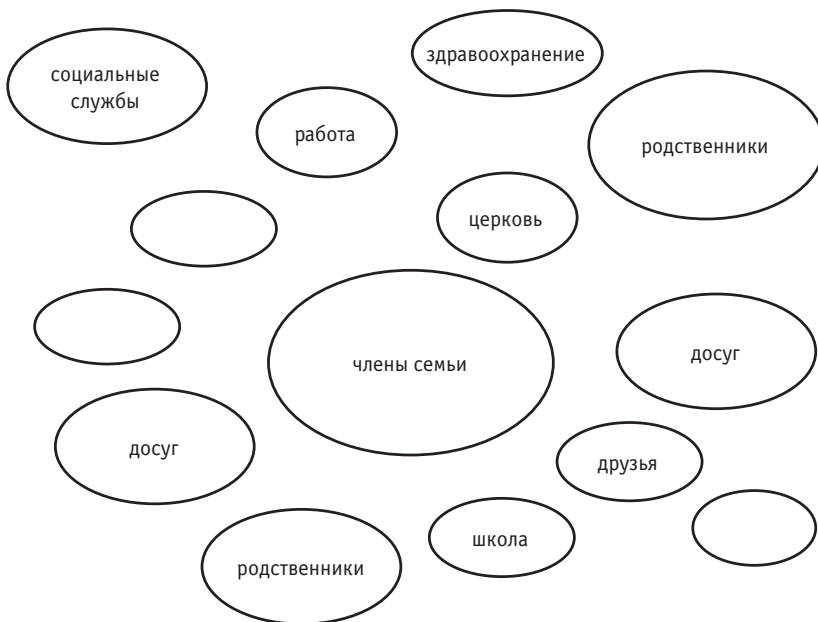 здравоохранение
социальные
службы
работа
родственники
церковь
члены семьи
досуг
досуг
друзья
школа
родственники